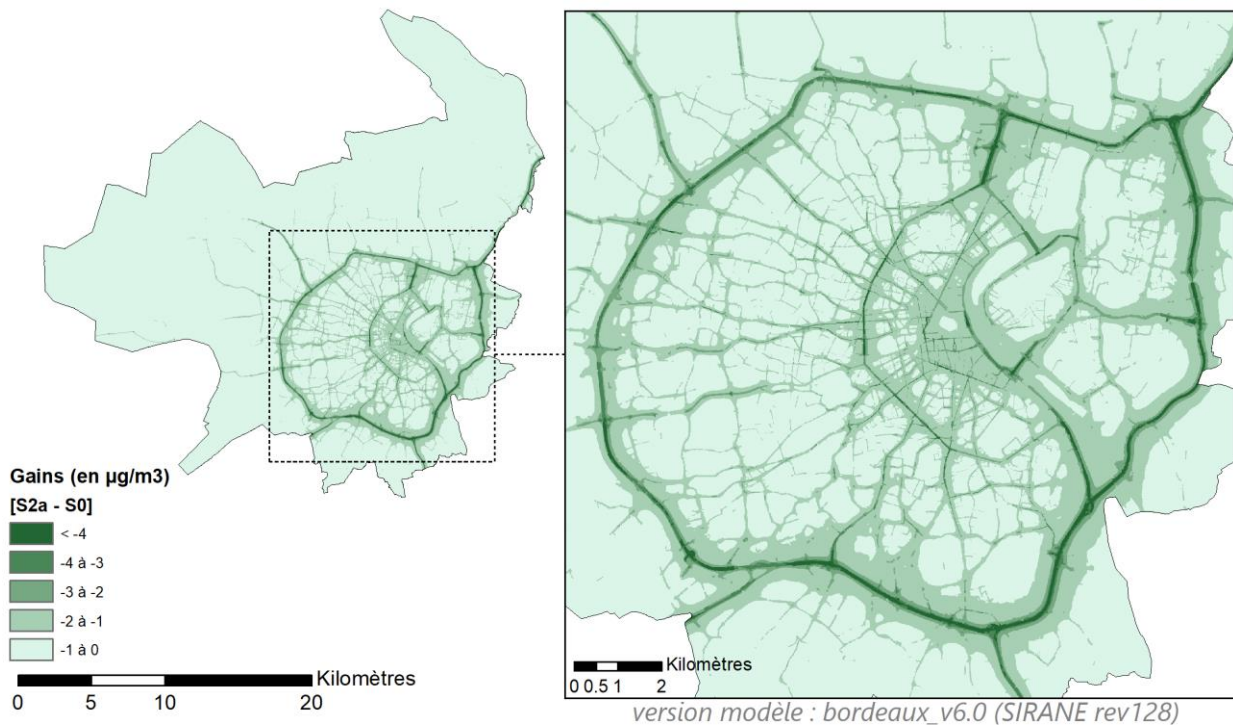 Gains (en µg/m3)
[S2a - S0]
< -4
-4 à -3
-3 à -2
-2 à -1
-1 à 0
Kilomètres
0 5 10 20
Kilomètres
0 0.5 1 2
version modèle : bordeaux_v6.0 (SIRANE rev128)